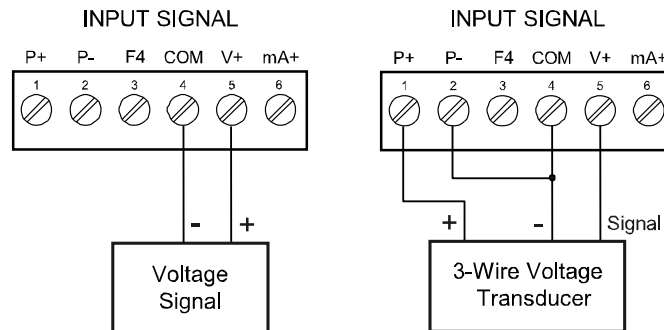 INPUT SIGNAL
P+ P- F4 COM V+ mA+
1 2 3 4 5 6
- +
Voltage
Signal
INPUT SIGNAL
P+ P- F4 COM V+ mA+
1 2 3 4 5 6
+ - Signal
3-Wire Voltage
Transducer